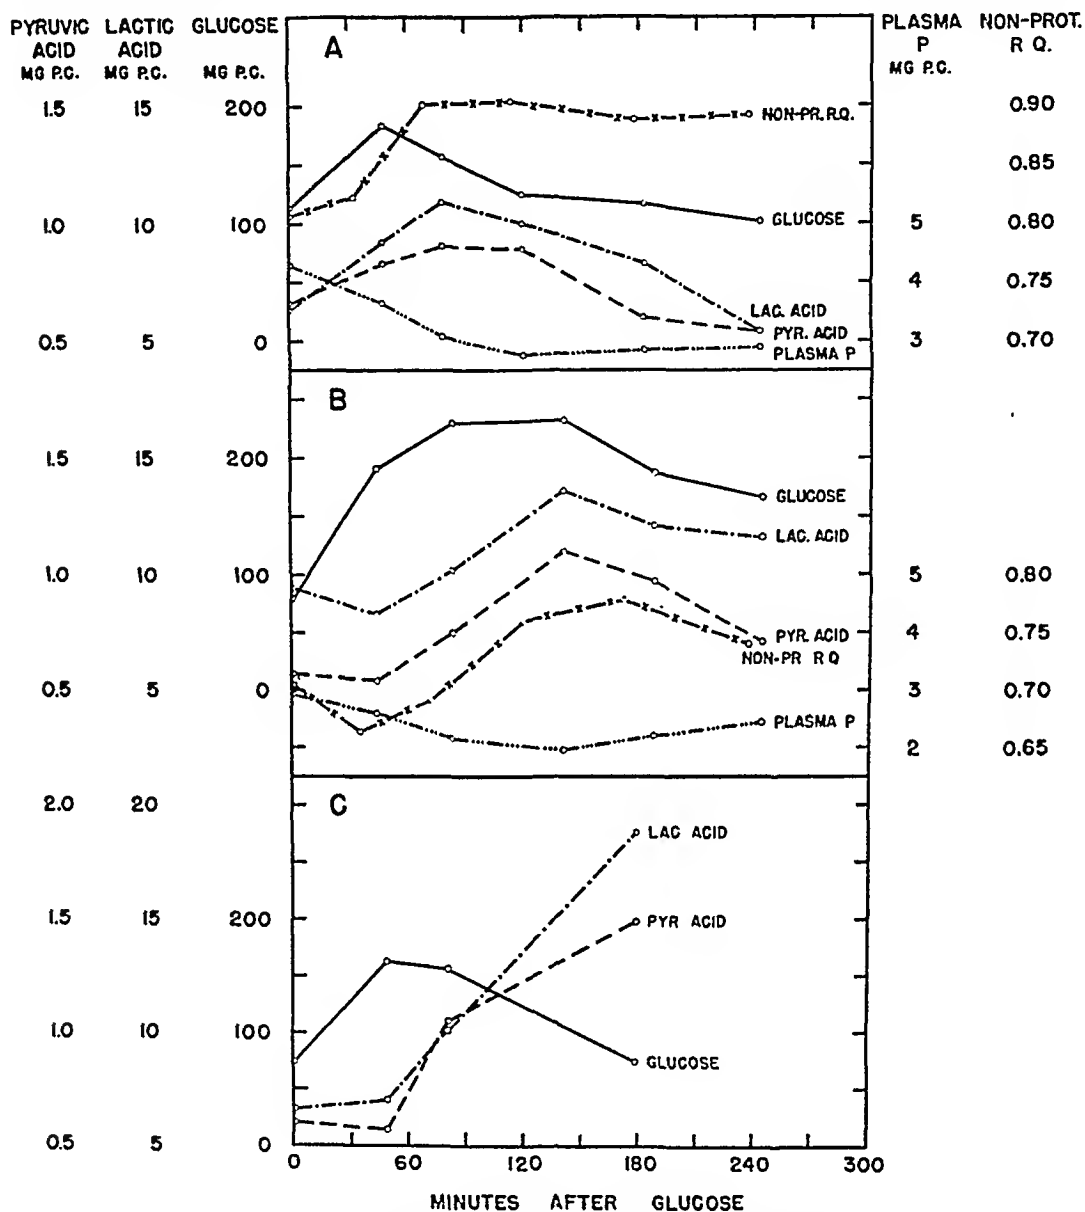 PYRUVIC LACTIC GLUCOSE
ACID ACID
MG P.C. MG P.C. MG P.C.
PLASMA NON-PROT.
P R Q.
MG P.C.
A
1.5 15 200 0.90
NON-PR. R.Q.
0.85
GLUCOSE
1.0 10 100 5 0.80
4 0.75
LAC. ACID
0.5 5 0 PYR. ACID 3 0.70
PLASMA P
B
1.5 15 200
GLUCOSE
LAC. ACID
1.0 10 100 5 0.80
PYR. ACID 4 0.75
NON-PR R Q
0.5 5 0 3 0.70
PLASMA P
2 0.65
C
2.0 20
LAC ACID
1.5 15 200 PYR ACID
1.0 10 100
GLUCOSE
0.5 5 0
0 60 120 180 240 300
MINUTES AFTER GLUCOSE